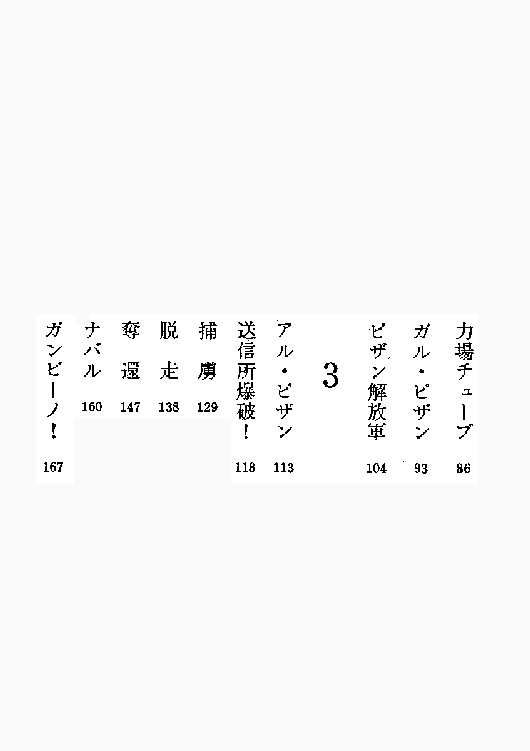 力場チューブ 86
ガル・ピザン 93
ピザン解放軍 104
3
アル・ピザン 113
送信所爆破！ 118
捕虜 129
脱走 138
奪還 147
ナバル 160
ガンビーノ！ 167